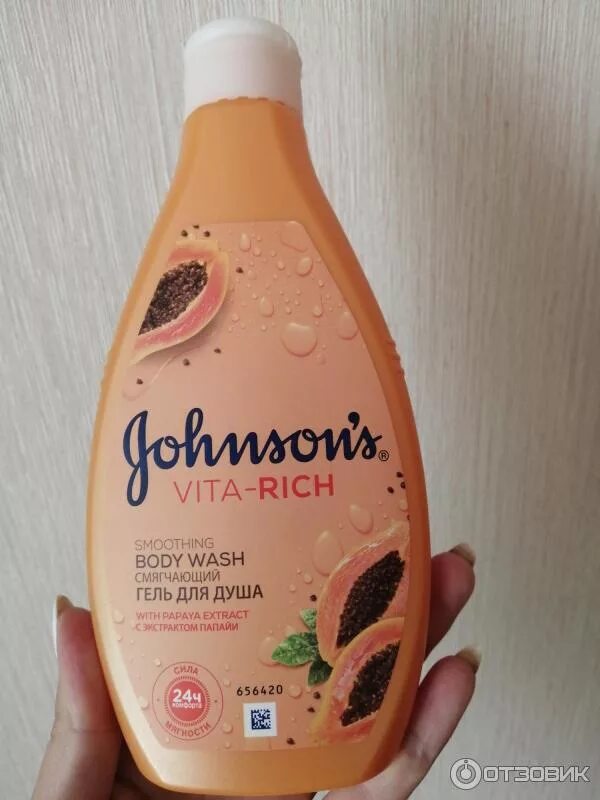 Johnson's®
VITA-RICH
SMOOTHING
BODY WASH
СМЯГЧАЮЩИЙ
ГЕЛЬ ДЛЯ ДУША
WITH PAPAYA EXTRACT
С ЭКСТРАКТОМ ПАПАЙИ
СИЛА
24ч
комфорта
МЯГКОСТИ
656420
ОТЗОВИК